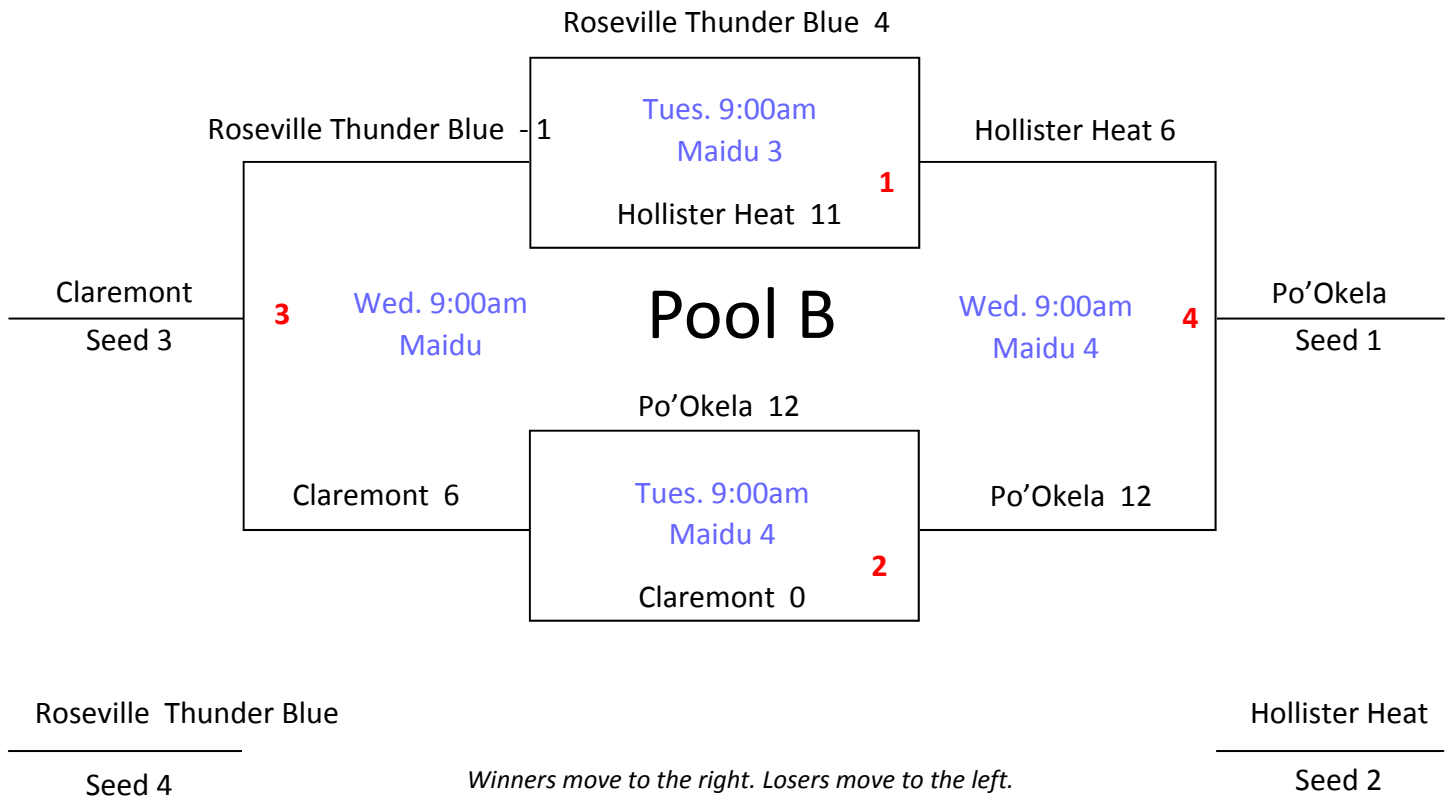 Roseville Thunder Blue 4
Tues. 9:00am
Maidu 3
1
Hollister Heat 11
Roseville Thunder Blue - 1
Hollister Heat 6
Claremont
Seed 3
3
Wed. 9:00am
Maidu
Pool B
Wed. 9:00am
Maidu 4
4
Po’Okela
Seed 1
Po’Okela 12
Tues. 9:00am
Maidu 4
2
Claremont 0
Claremont 6
Po’Okela 12
Roseville Thunder Blue
Seed 4
Winners move to the right. Losers move to the left.
Hollister Heat
Seed 2